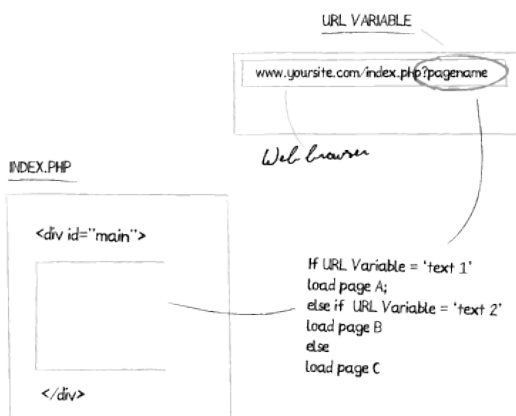 URL VARIABLE
www.yoursite.com/index.php?pagename
Web browser
INDEX.PHP
<div id="main">
If URL Variable = 'text 1'
load page A;
else if URL Variable = 'text 2'
load page B
else
load page C
</div>